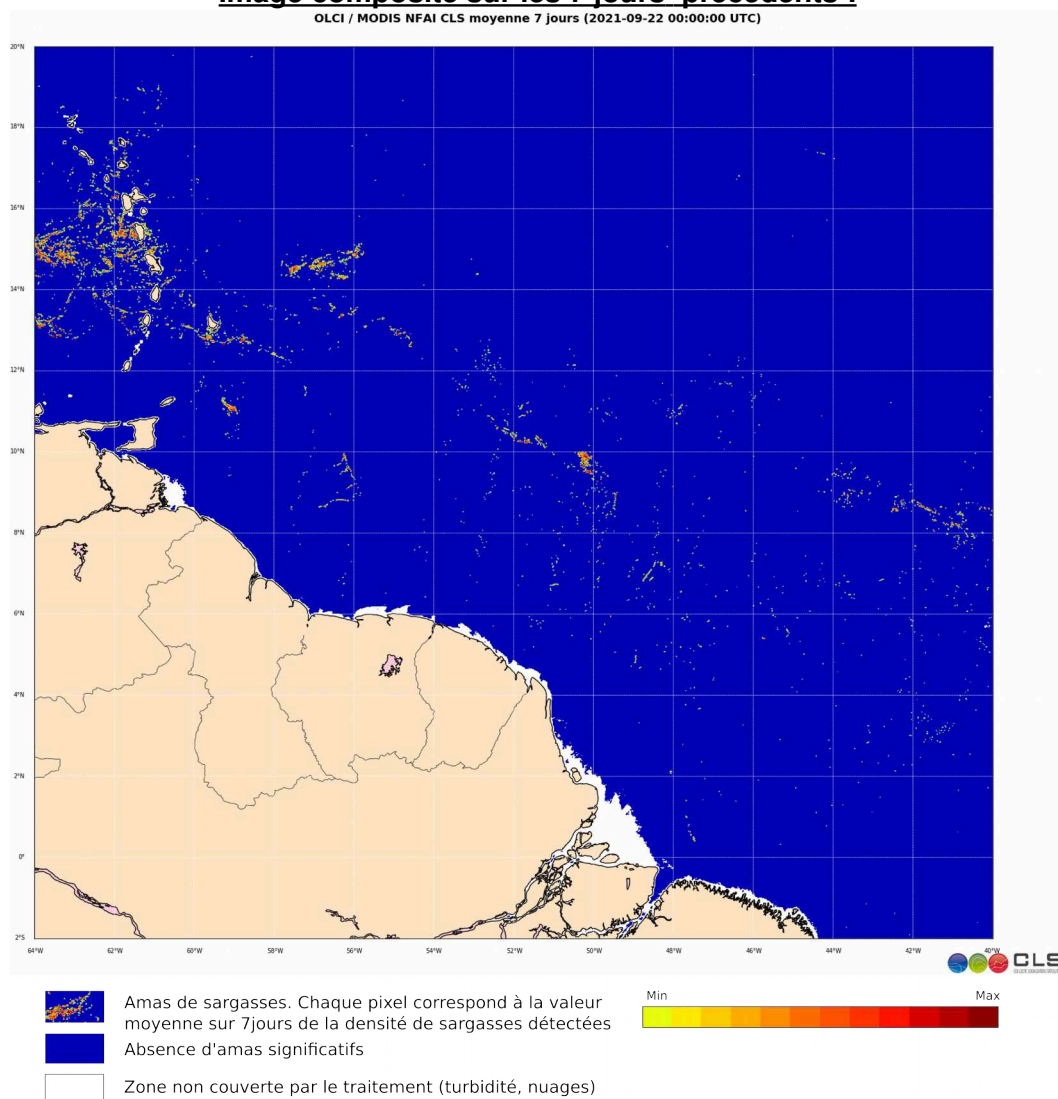 Image composite sur les 7 jours précédents :
OLCI / MODIS NFAI CLS moyenne 7 jours (2021-09-22 00:00:00 UTC)
20°N
18°N
16°N
14°N
12°N
10°N
8°N
6°N
4°N
2°N
0°
2°S
64°W 62°W 60°W 58°W 56°W 54°W 52°W 50°W 48°W 46°W 44°W 42°W 40°W
CLS
Min Max
Amas de sargasses. Chaque pixel correspond à la valeur
moyenne sur 7jours de la densité de sargasses détectées
Absence d'amas significatifs
Zone non couverte par le traitement (turbidité, nuages)